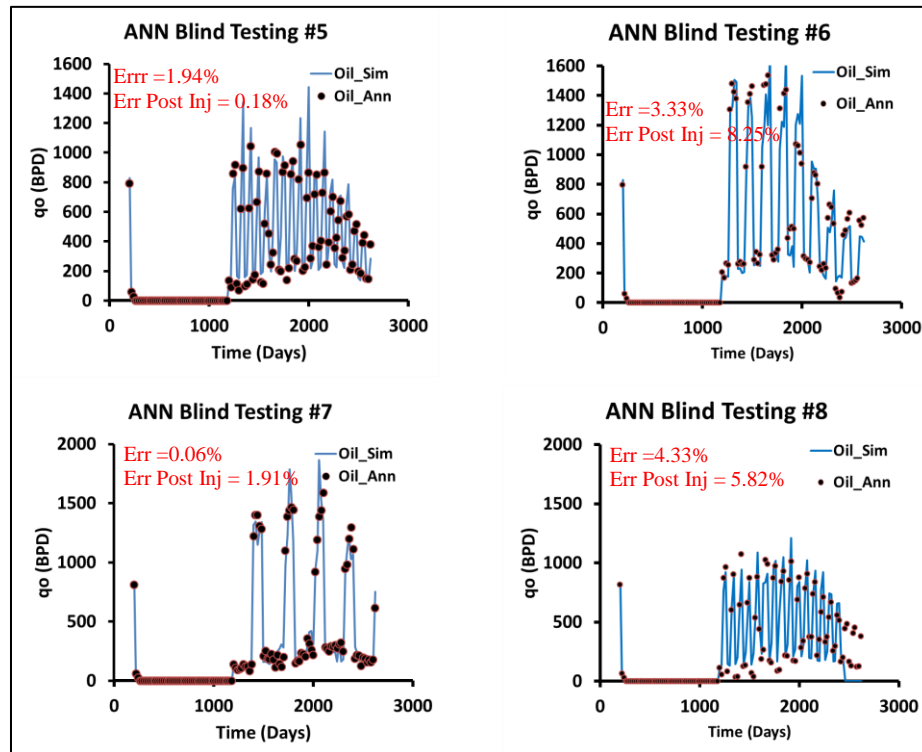 ANN Blind Testing #5
Errr =1.94%
Err Post Inj = 0.18%
Oil_Sim
Oil_Ann
qo (BPD)
1600
1400
1200
1000
800
600
400
200
0
0 1000 2000 3000
Time (Days)
ANN Blind Testing #6
Err =3.33%
Err Post Inj = 8.25%
Oil_Sim
Oil_Ann
qo (BPD)
1600
1400
1200
1000
800
600
400
200
0
0 1000 2000 3000
Time (Days)
ANN Blind Testing #7
Err =0.06%
Err Post Inj = 1.91%
Oil_Sim
Oil_Ann
qo (BPD)
2000
1500
1000
500
0
0 1000 2000 3000
Time (Days)
ANN Blind Testing #8
Err =4.33%
Err Post Inj = 5.82%
Oil_Sim
Oil_Ann
qo (BPD)
2000
1500
1000
500
0
0 1000 2000 3000
Time (Days)